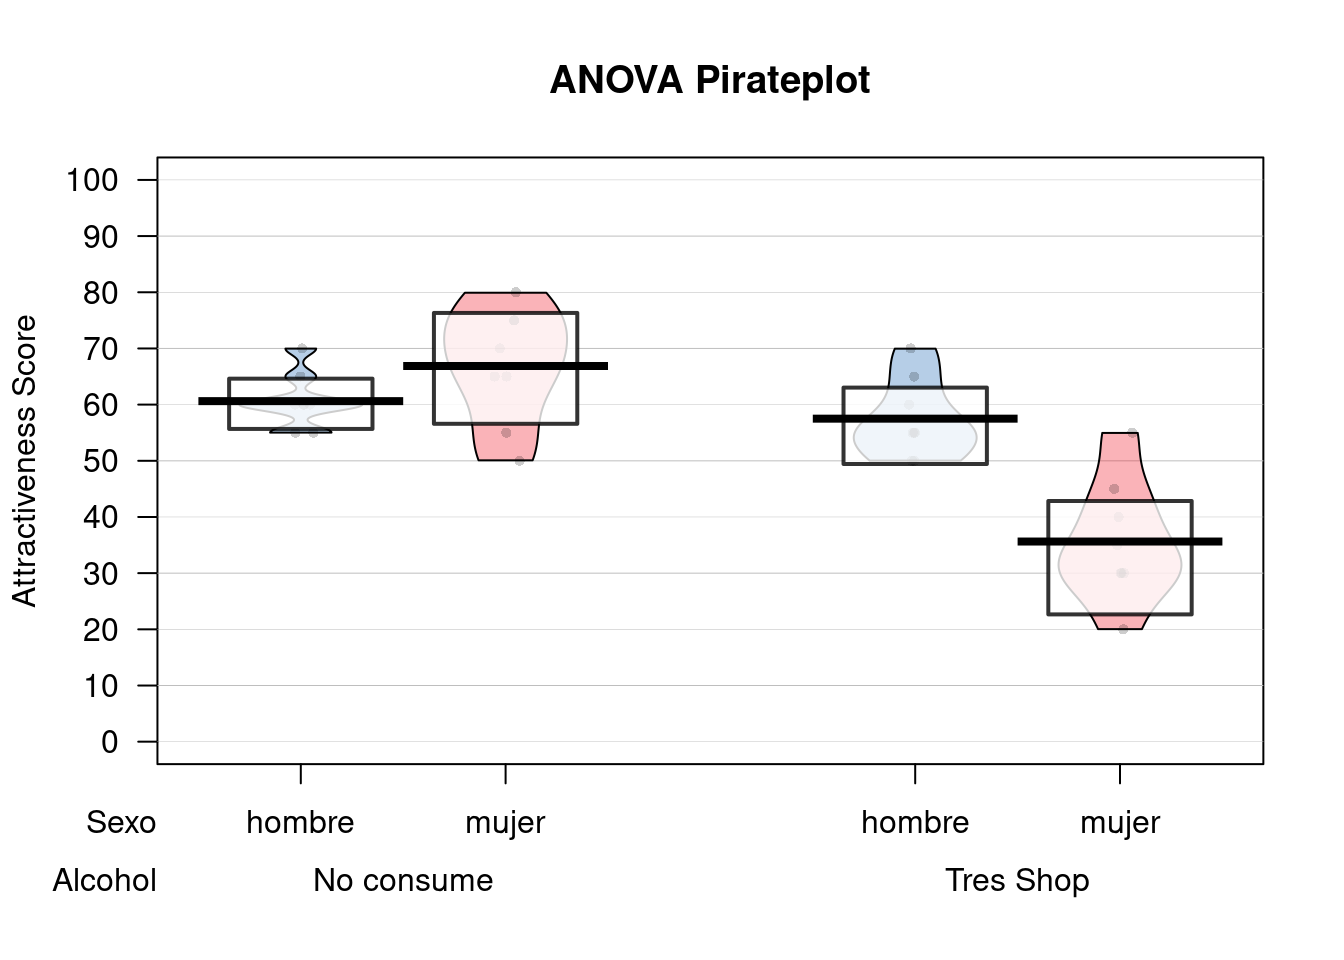 ANOVA Pirateplot
Attractiveness Score
100
90
80
70
60
50
40
30
20
10
0
Sexo hombre mujer hombre mujer
Alcohol No consume Tres Shop